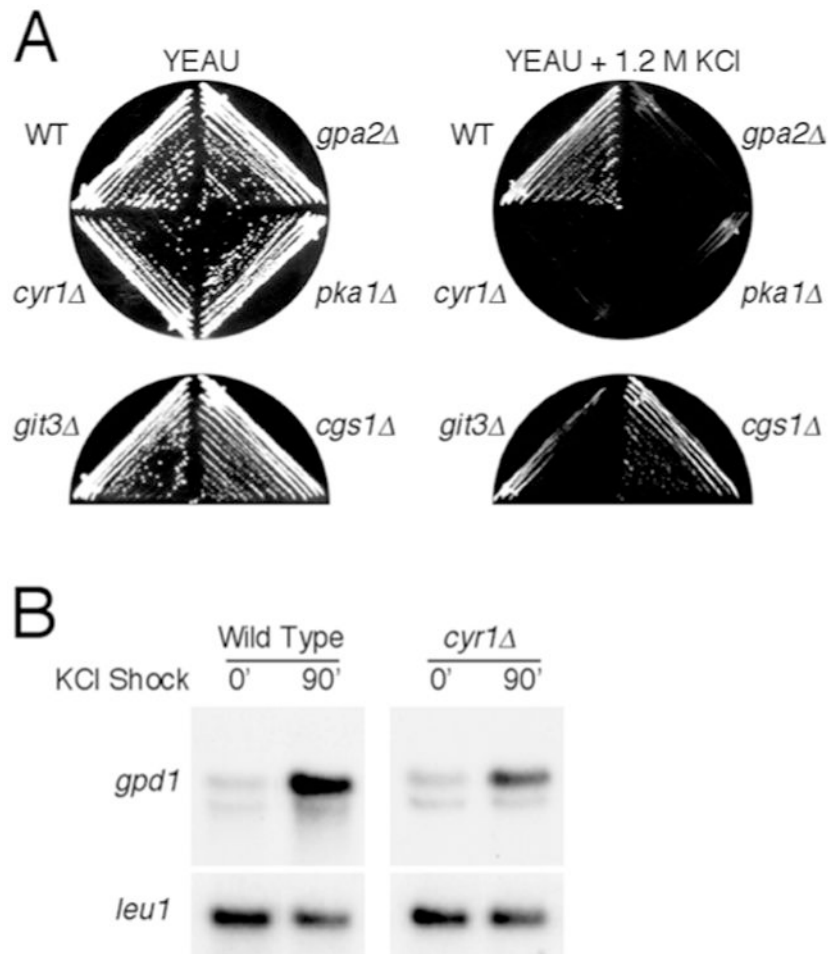 A
YEAU
YEAU + 1.2 M KCl
WT
gpa2Δ
WT
gpa2Δ
cyr1Δ
pka1Δ
cyr1Δ
pka1Δ
git3Δ
cgs1Δ
git3Δ
cgs1Δ
B
Wild Type
cyr1Δ
KCl Shock
0'
90'
0'
90'
gpd1
leu1